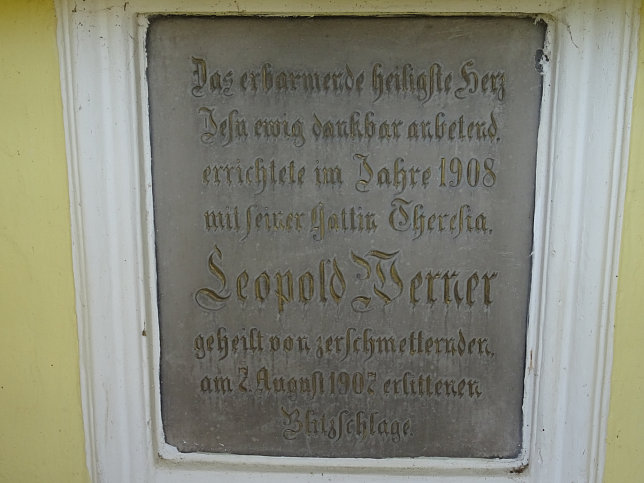 Das erbarmende heiligste Herz
Jesu ewig dankbar anbetend,
errichtete im Jahre 1908
mit seiner Gattin Theresia,
Leopold Werner
geheilt von zerschmetternden,
am 7. August 1907 erlittenen
Blitzschlage.